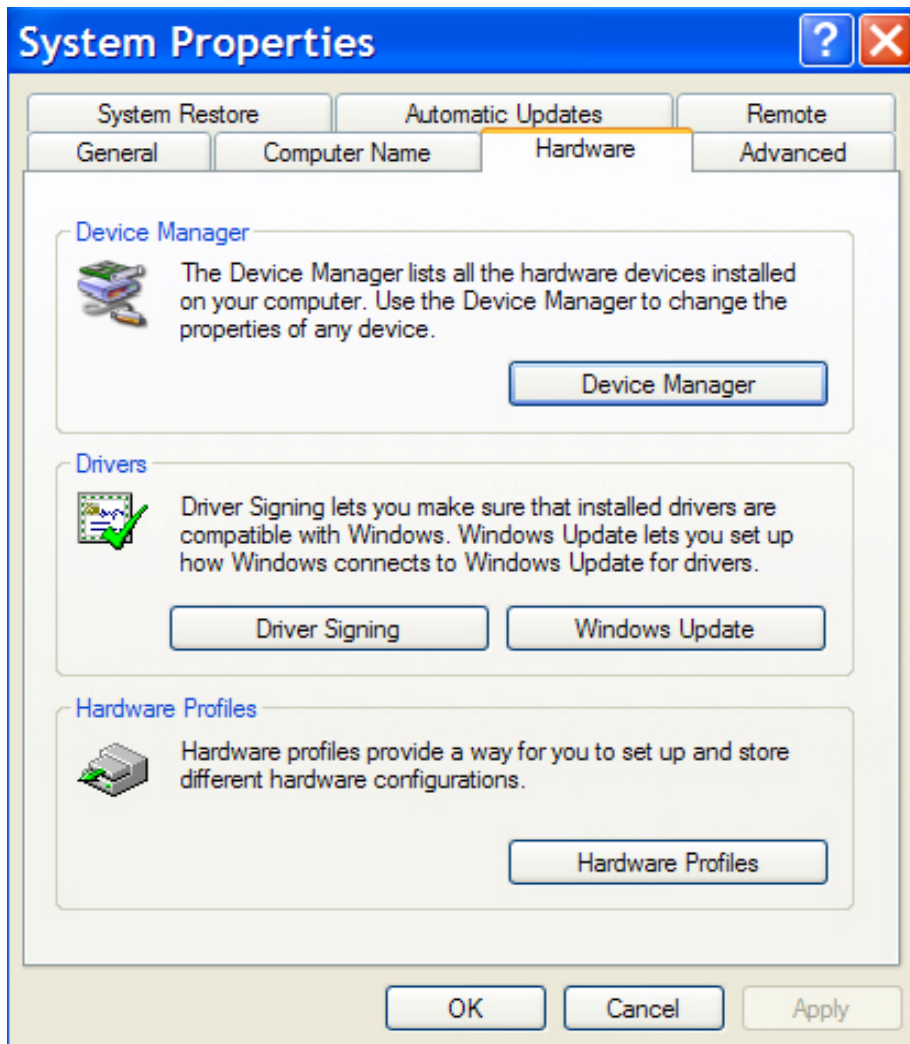 System Properties
System Restore
Automatic Updates
Remote
General
Computer Name
Hardware
Advanced
Device Manager
The Device Manager lists all the hardware devices installed
on your computer. Use the Device Manager to change the
properties of any device.
Device Manager
Drivers
Driver Signing lets you make sure that installed drivers are
compatible with Windows. Windows Update lets you set up
how Windows connects to Windows Update for drivers.
Driver Signing
Windows Update
Hardware Profiles
Hardware profiles provide a way for you to set up and store
different hardware configurations.
Hardware Profiles
OK
Cancel
Apply